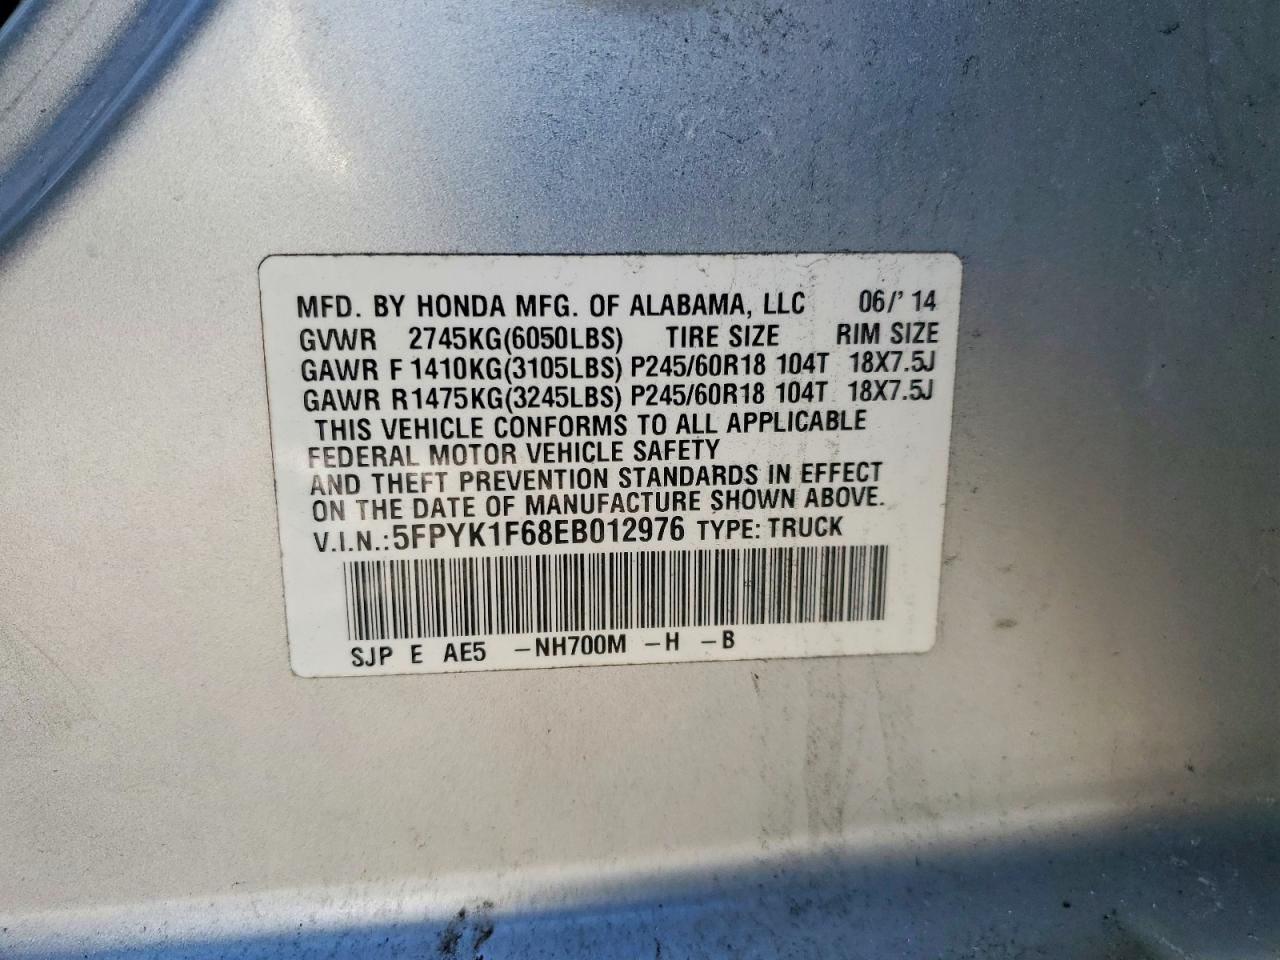 MFD. BY HONDA MFG. OF ALABAMA, LLC 06/'14
GVWR 2745KG(6050LBS) TIRE SIZE RIM SIZE
GAWR F 1410KG(3105LBS) P245/60R18 104T 18X7.5J
GAWR R1475KG(3245LBS) P245/60R18 104T 18X7.5J
THIS VEHICLE CONFORMS TO ALL APPLICABLE
FEDERAL MOTOR VEHICLE SAFETY
AND THEFT PREVENTION STANDARDS IN EFFECT
ON THE DATE OF MANUFACTURE SHOWN ABOVE.
V.I.N.:5FPYK1F68EB012976 TYPE: TRUCK
SJP E AE5 -NH700M -H -B